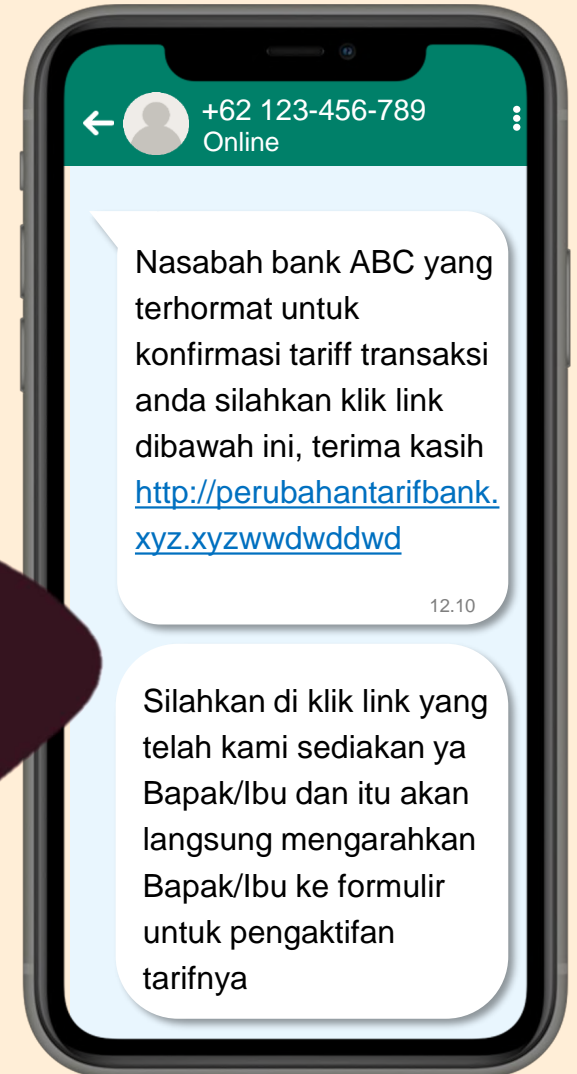 +62 123-456-789
Online
Nasabah bank ABC yang
terhormat untuk
konfirmasi tariff transaksi
anda silahkan klik link
dibawah ini, terima kasih
http://perubahantarifbank.
xyz.xyzwwdwddwd
12.10
Silahkan di klik link yang
telah kami sediakan ya
Bapak/Ibu dan itu akan
langsung mengarahkan
Bapak/Ibu ke formulir
untuk pengaktifan
tarifnya